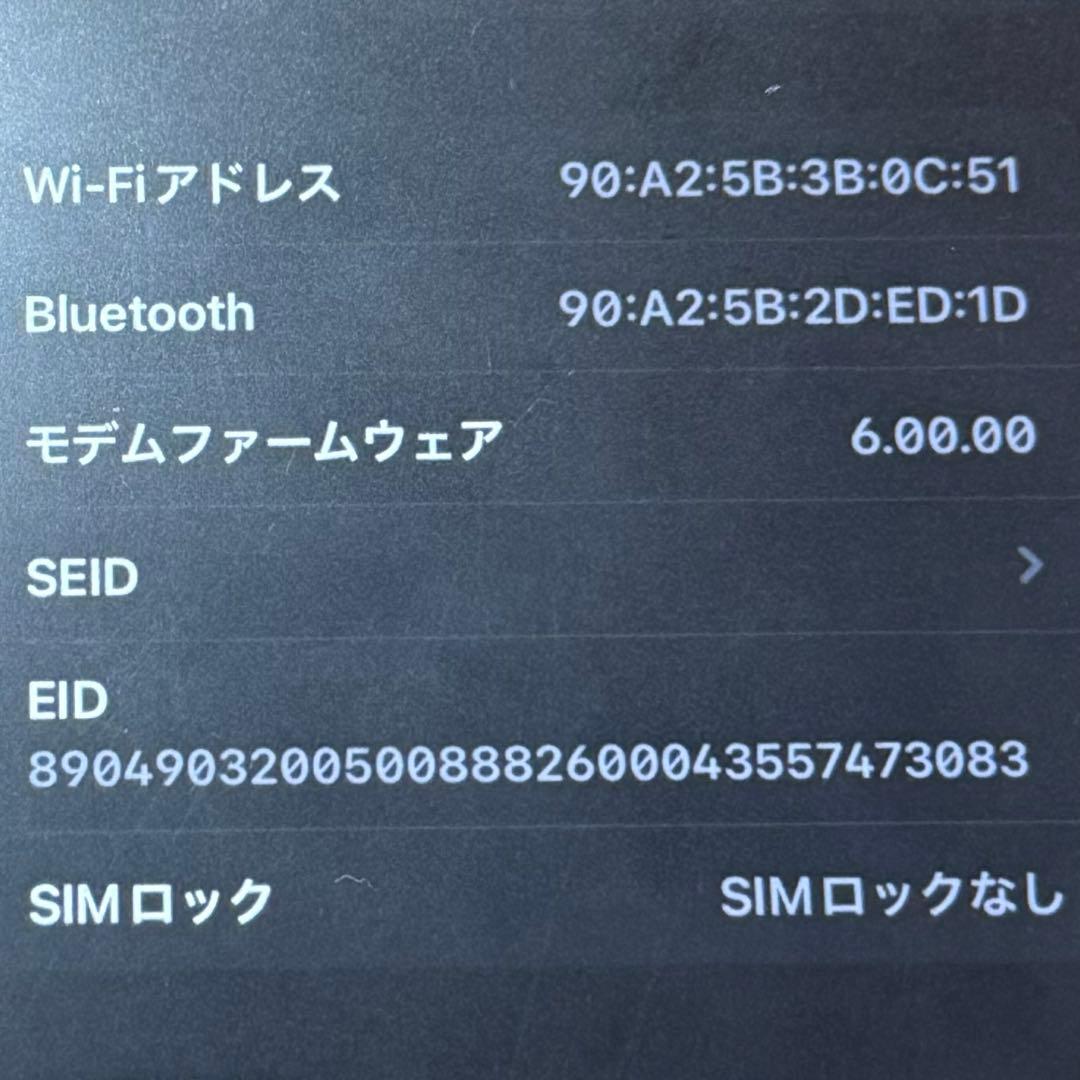 Wi-Fiアドレス 90:A2:5B:3B:0C:51
Bluetooth 90:A2:5B:2D:ED:1D
モデムファームウェア 6.00.00
SEID
EID
89049032005008882600043557473083
SIMロック SIMロックなし